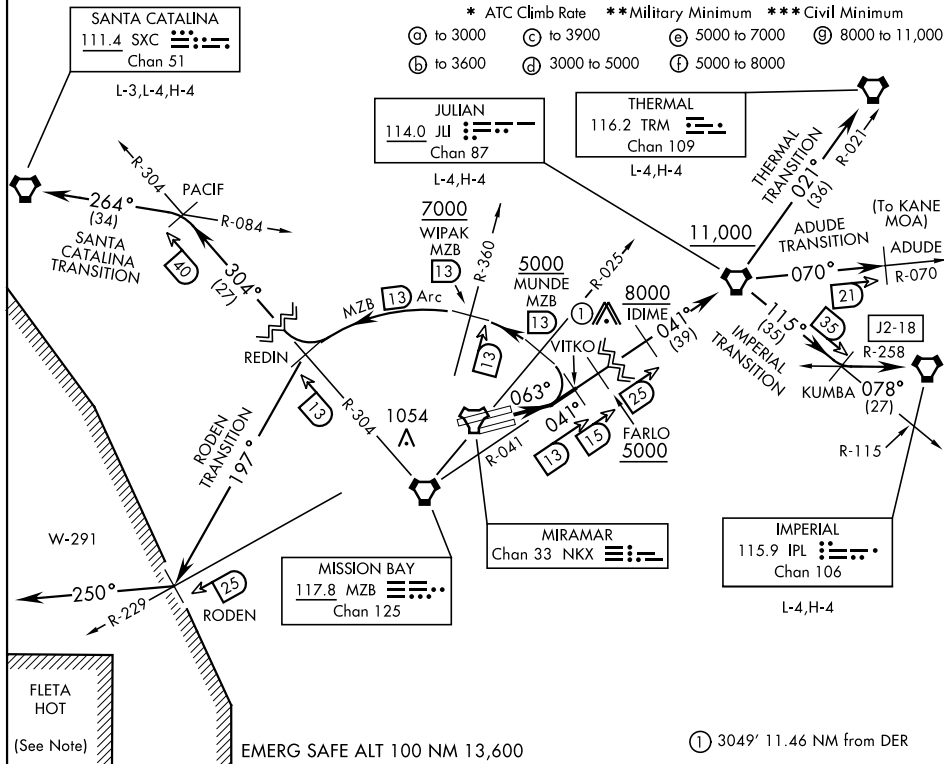 * ATC Climb Rate ** Military Minimum *** Civil Minimum
ⓐ to 3000 ⓒ to 3900 ⓔ 5000 to 7000 ⓖ 8000 to 11,000
ⓑ to 3600 ⓓ 3000 to 5000 ⓕ 5000 to 8000
SANTA CATALINA
111.4 SXC
Chan 51
L-3,L-4,H-4
JULIAN
114.0 JLI
Chan 87
L-4,H-4
THERMAL
116.2 TRM
Chan 109
L-4,H-4
THERMAL
TRANSITION
021°
(36)
R-021
R-304
PACIF
R-084
264°
(34)
SANTA
CATALINA
TRANSITION
40
304°
(27)
7000
WIPAK
MZB
13
R-360
5000
MUNDE
MZB
13
R-025
1
8000
IDIME
11,000
(To KANE
MOA)
ADUDE
TRANSITION
ADUDE
070°
R-070
21
115°
(35)
35
IMPERIAL
TRANSITION
J2-18
R-258
KUMBA
078°
(27)
R-115
MZB 13 Arc
13
REDIN
13
R-304
VITKO
041°
(39)
063°
041°
R-041
13
15
25
FARLO
5000
1054
RODEN
TRANSITION
197°
W-291
250°
R-229
25
RODEN
MISSION BAY
117.8 MZB
Chan 125
MIRAMAR
Chan 33 NKX
IMPERIAL
115.9 IPL
Chan 106
L-4,H-4
FLETA
HOT
(See Note)
EMERG SAFE ALT 100 NM 13,600
① 3049' 11.46 NM from DER